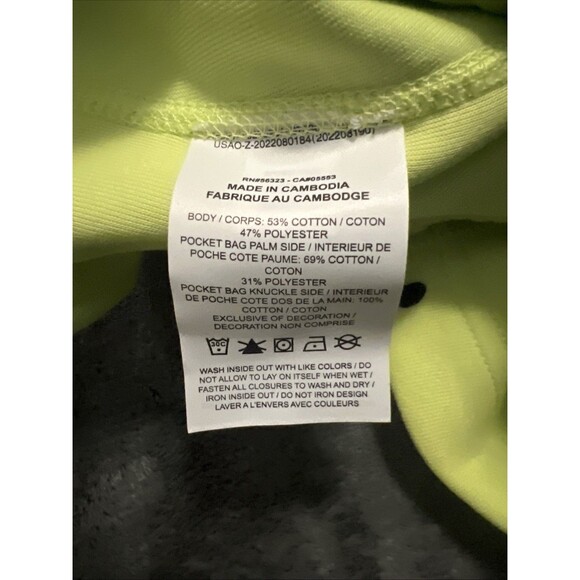 USAO-Z-2022080184(202208190)
RN#56323 - CA#05553
MADE IN CAMBODIA
FABRIQUE AU CAMBODGE
BODY / CORPS: 53% COTTON / COTON
47% POLYESTER
POCKET BAG PALM SIDE / INTERIEUR DE
POCHE COTE PAUME: 69% COTTON /
COTON
31% POLYESTER
POCKET BAG KNUCKLE SIDE / INTERIEUR
DE POCHE COTE DOS DE LA MAIN: 100%
COTTON / COTON
EXCLUSIVE OF DECORATION /
DECORATION NON COMPRISE
30C
WASH INSIDE OUT WITH LIKE COLORS / DO
NOT ALLOW TO LAY ON ITSELF WHEN WET /
FASTEN ALL CLOSURES TO WASH AND DRY /
IRON INSIDE OUT / DO NOT IRON DESIGN
LAVER A L'ENVERS AVEC COULEURS